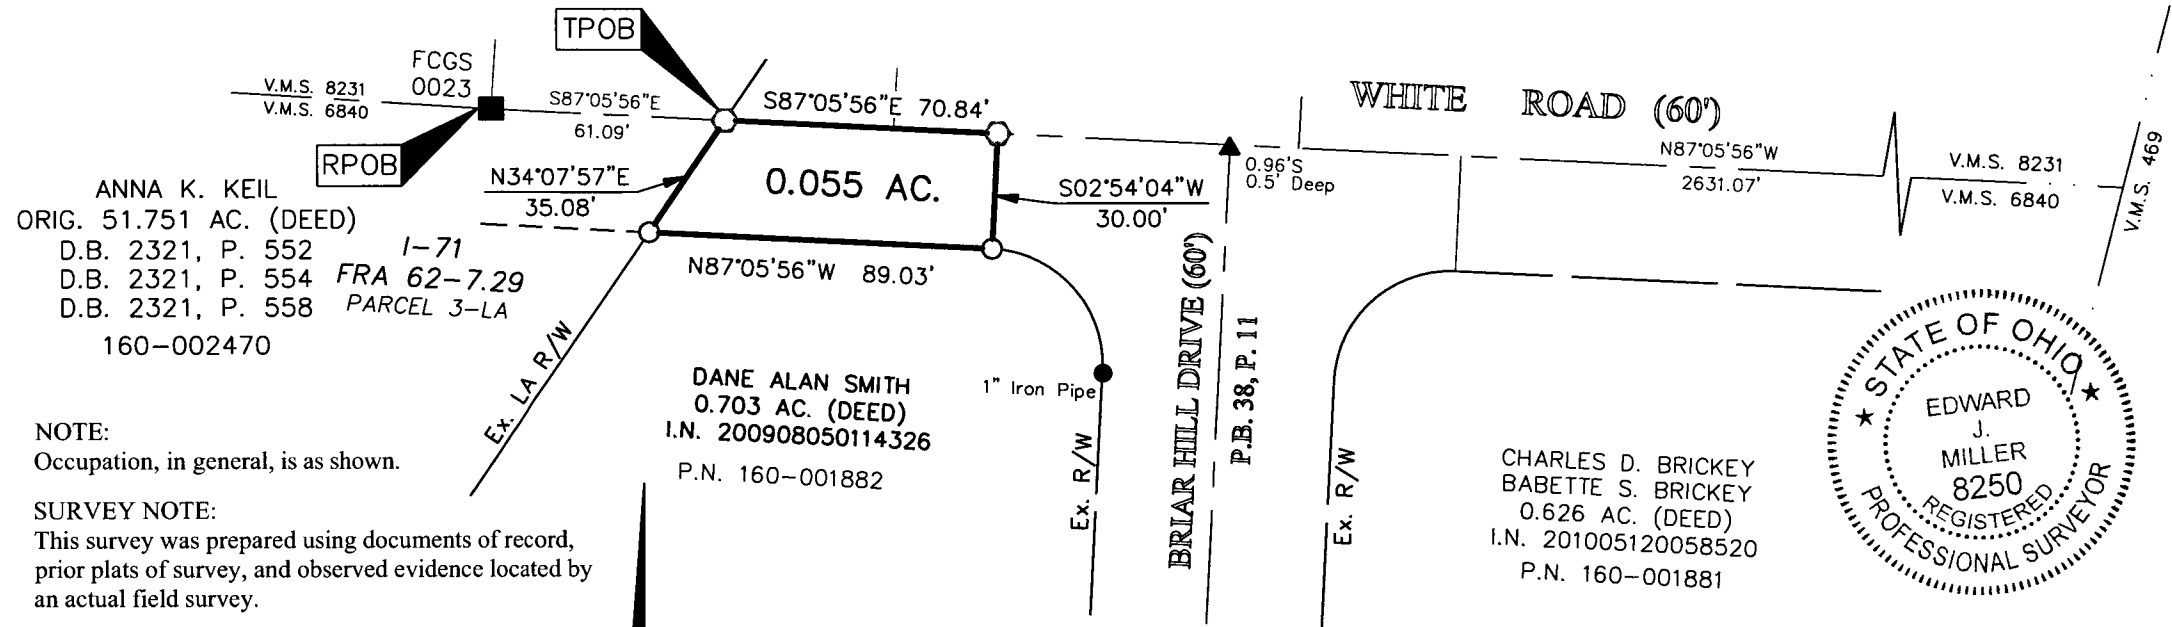 TPOB
FCGS
0023
V.M.S. 8231
V.M.S. 6840
S87°05'56"E
61.09'
S87°05'56"E 70.84'
WHITE ROAD (60')
N87°05'56"W
2631.07'
V.M.S. 8231
V.M.S. 6840
V.M.S. 469
RPOB
0.96'S
0.5' Deep
N34°07'57"E
35.08'
0.055 AC.
S02°54'04"W
30.00'
ANNA K. KEIL
ORIG. 51.751 AC. (DEED)
D.B. 2321, P. 552
D.B. 2321, P. 554
D.B. 2321, P. 558
160-002470
I-71
FRA 62-7.29
PARCEL 3-LA
N87°05'56"W 89.03'
Ex. LA R/W
DANE ALAN SMITH
0.703 AC. (DEED)
I.N. 200908050114326
P.N. 160-001882
1" Iron Pipe
Ex. R/W
BRIAR HILL DRIVE (60')
P.B. 38, P. 11
Ex. R/W
CHARLES D. BRICKEY
BABETTE S. BRICKEY
0.626 AC. (DEED)
I.N. 201005120058520
P.N. 160-001881
STATE OF OHIO
EDWARD
J.
MILLER
8250
REGISTERED
PROFESSIONAL SURVEYOR
NOTE:
Occupation, in general, is as shown.
SURVEY NOTE:
This survey was prepared using documents of record,
prior plats of survey, and observed evidence located by
an actual field survey.